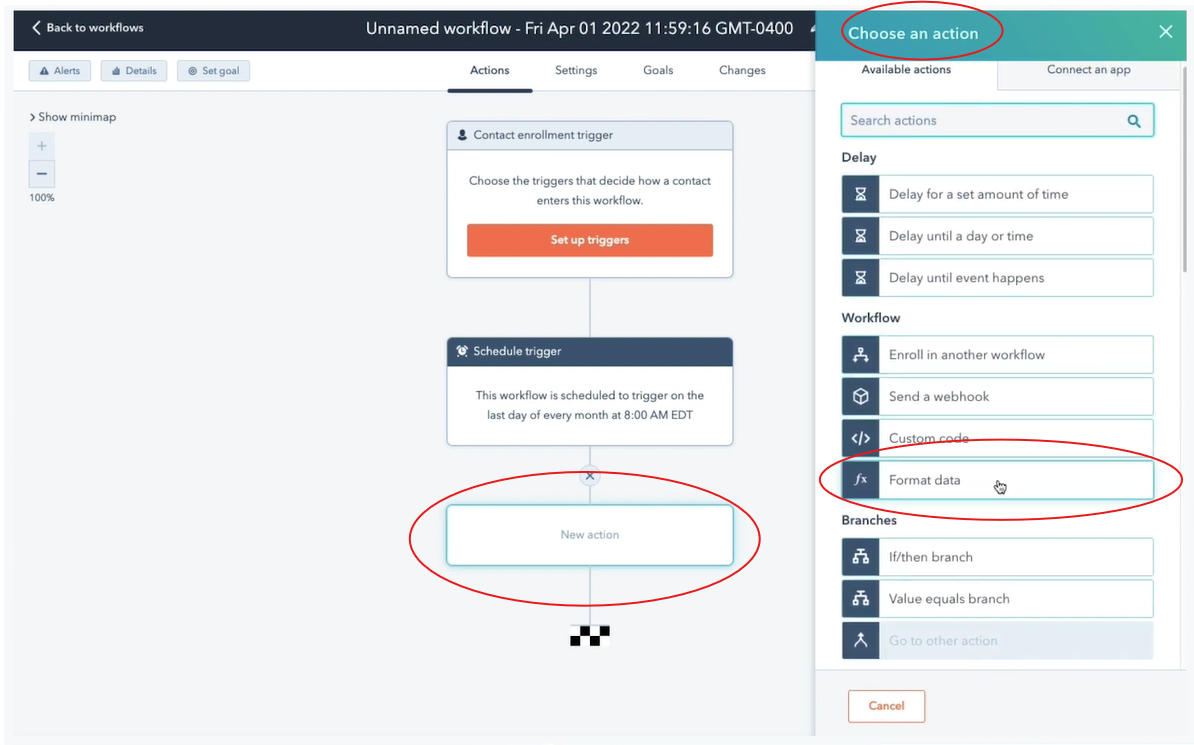 Back to workflows
Unnamed workflow - Fri Apr 01 2022 11:59:16 GMT-0400
Alerts
Details
Set goal
Actions
Settings
Goals
Changes
Show minimap
+
−
100%
Contact enrollment trigger
Choose the triggers that decide how a contact
enters this workflow.
Set up triggers
Schedule trigger
This workflow is scheduled to trigger on the
last day of every month at 8:00 AM EDT
New action
Choose an action
Available actions
Connect an app
Search actions
Delay
Delay for a set amount of time
Delay until a day or time
Delay until event happens
Workflow
Enroll in another workflow
Send a webhook
</> Custom code
fx Format data
Branches
If/then branch
Value equals branch
Go to other action
Cancel